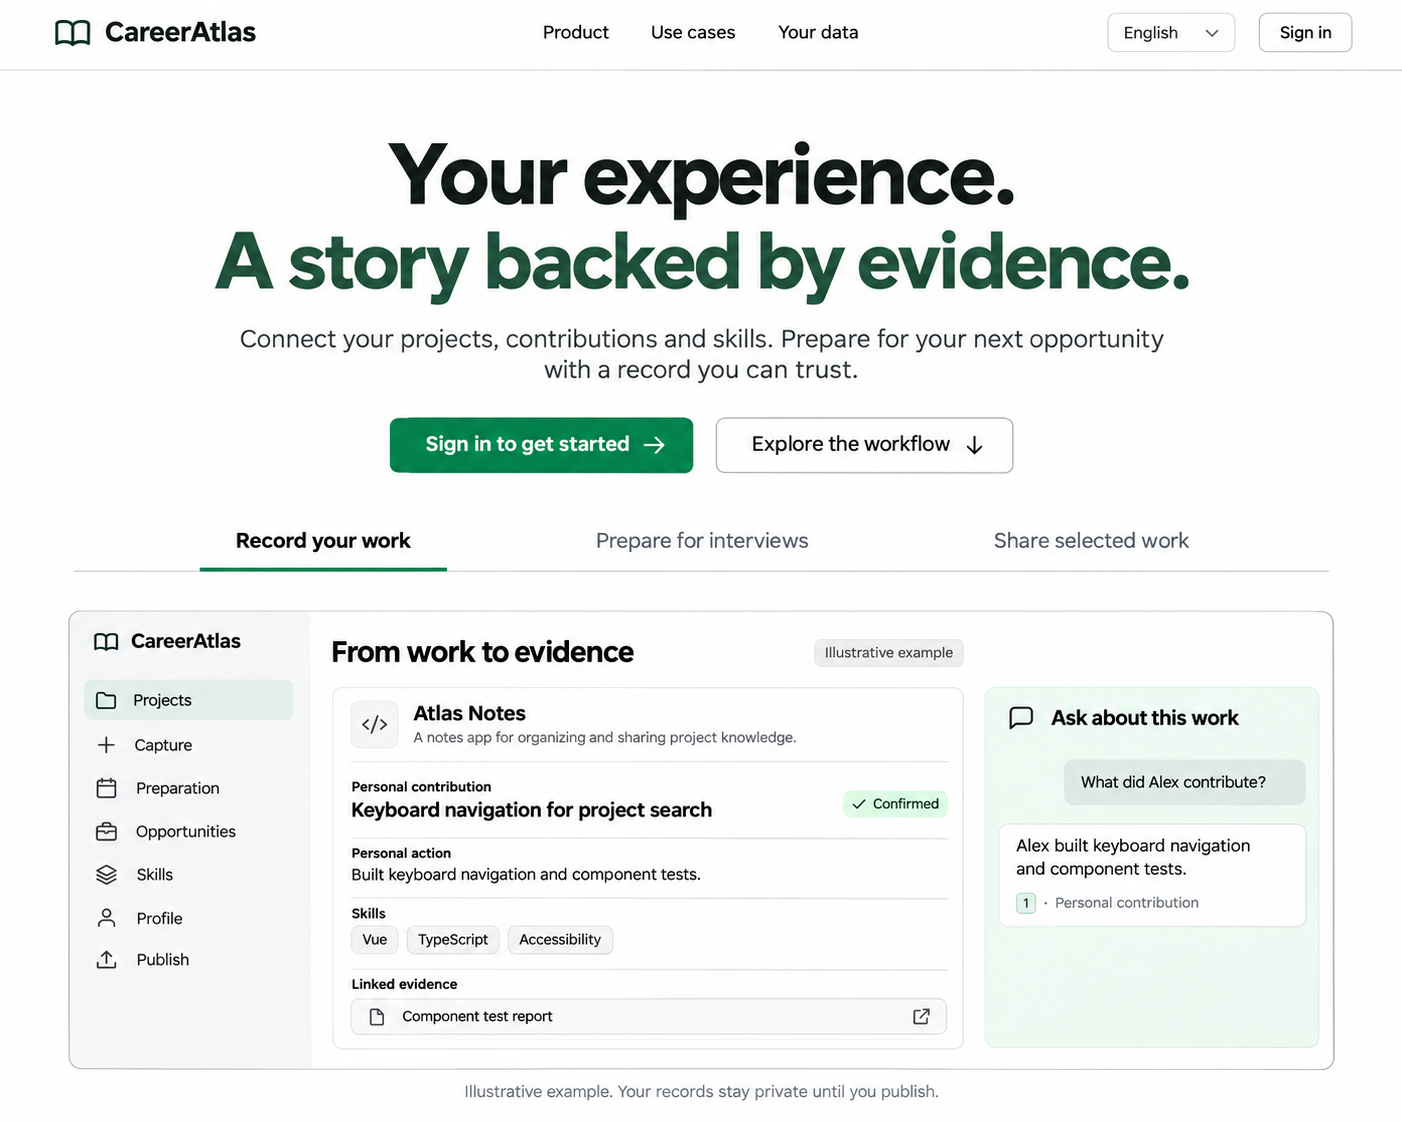 CareerAtlas
Product
Use cases
Your data
English
Sign in
Your experience.
A story backed by evidence.
Connect your projects, contributions and skills. Prepare for your next opportunity
with a record you can trust.
Sign in to get started
Explore the workflow
Record your work
Prepare for interviews
Share selected work
CareerAtlas
Projects
Capture
Preparation
Opportunities
Skills
Profile
Publish
From work to evidence
Illustrative example
</> Atlas Notes
A notes app for organizing and sharing project knowledge.
Personal contribution
Keyboard navigation for project search
Confirmed
Personal action
Built keyboard navigation and component tests.
Skills
Vue
TypeScript
Accessibility
Linked evidence
Component test report
Ask about this work
What did Alex contribute?
Alex built keyboard navigation
and component tests.
1 · Personal contribution
Illustrative example. Your records stay private until you publish.